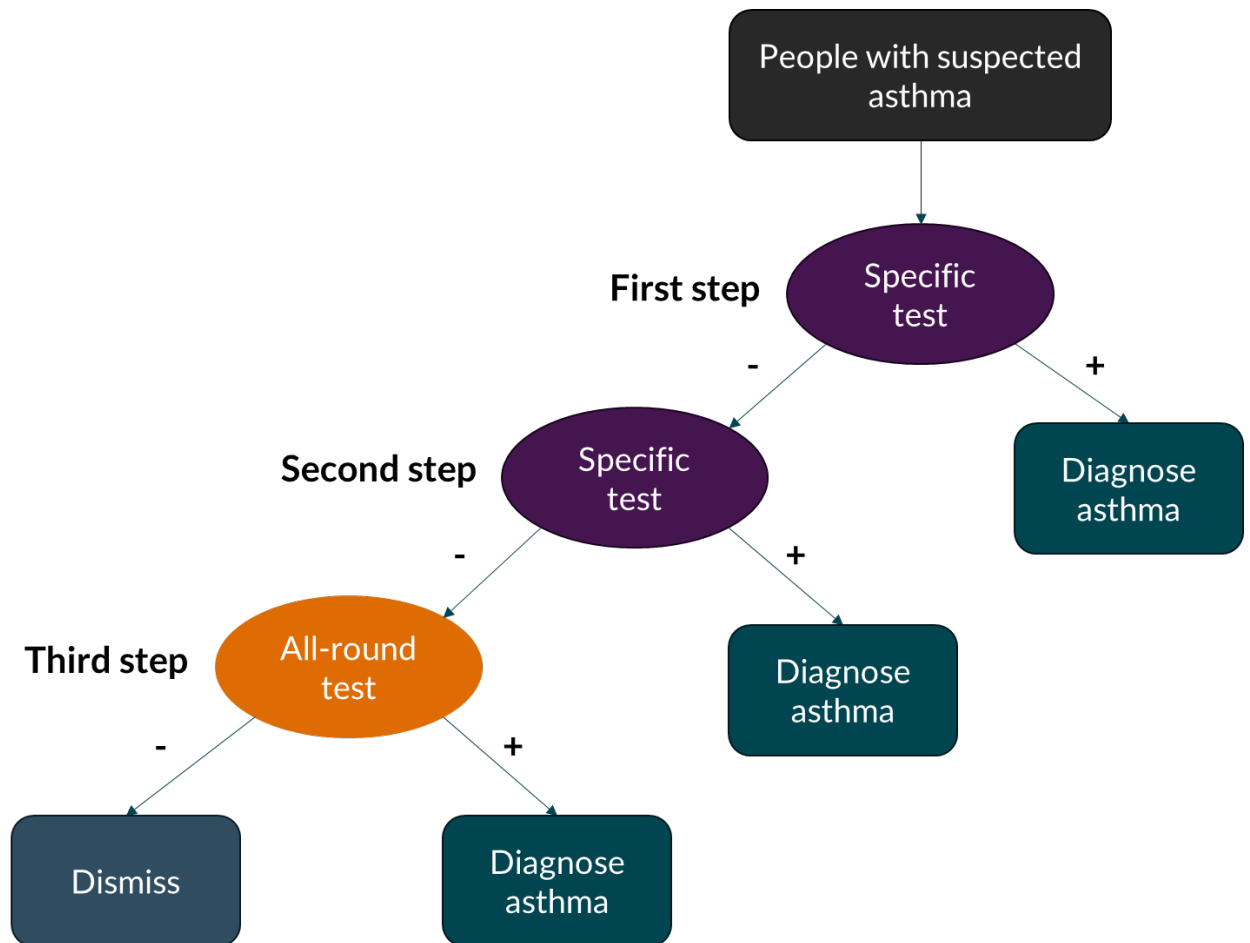 People with suspected
asthma
First step
Specific
test
-
+
Diagnose
asthma
Second step
Specific
test
-
+
Diagnose
asthma
Third step
All-round
test
-
+
Dismiss
Diagnose
asthma